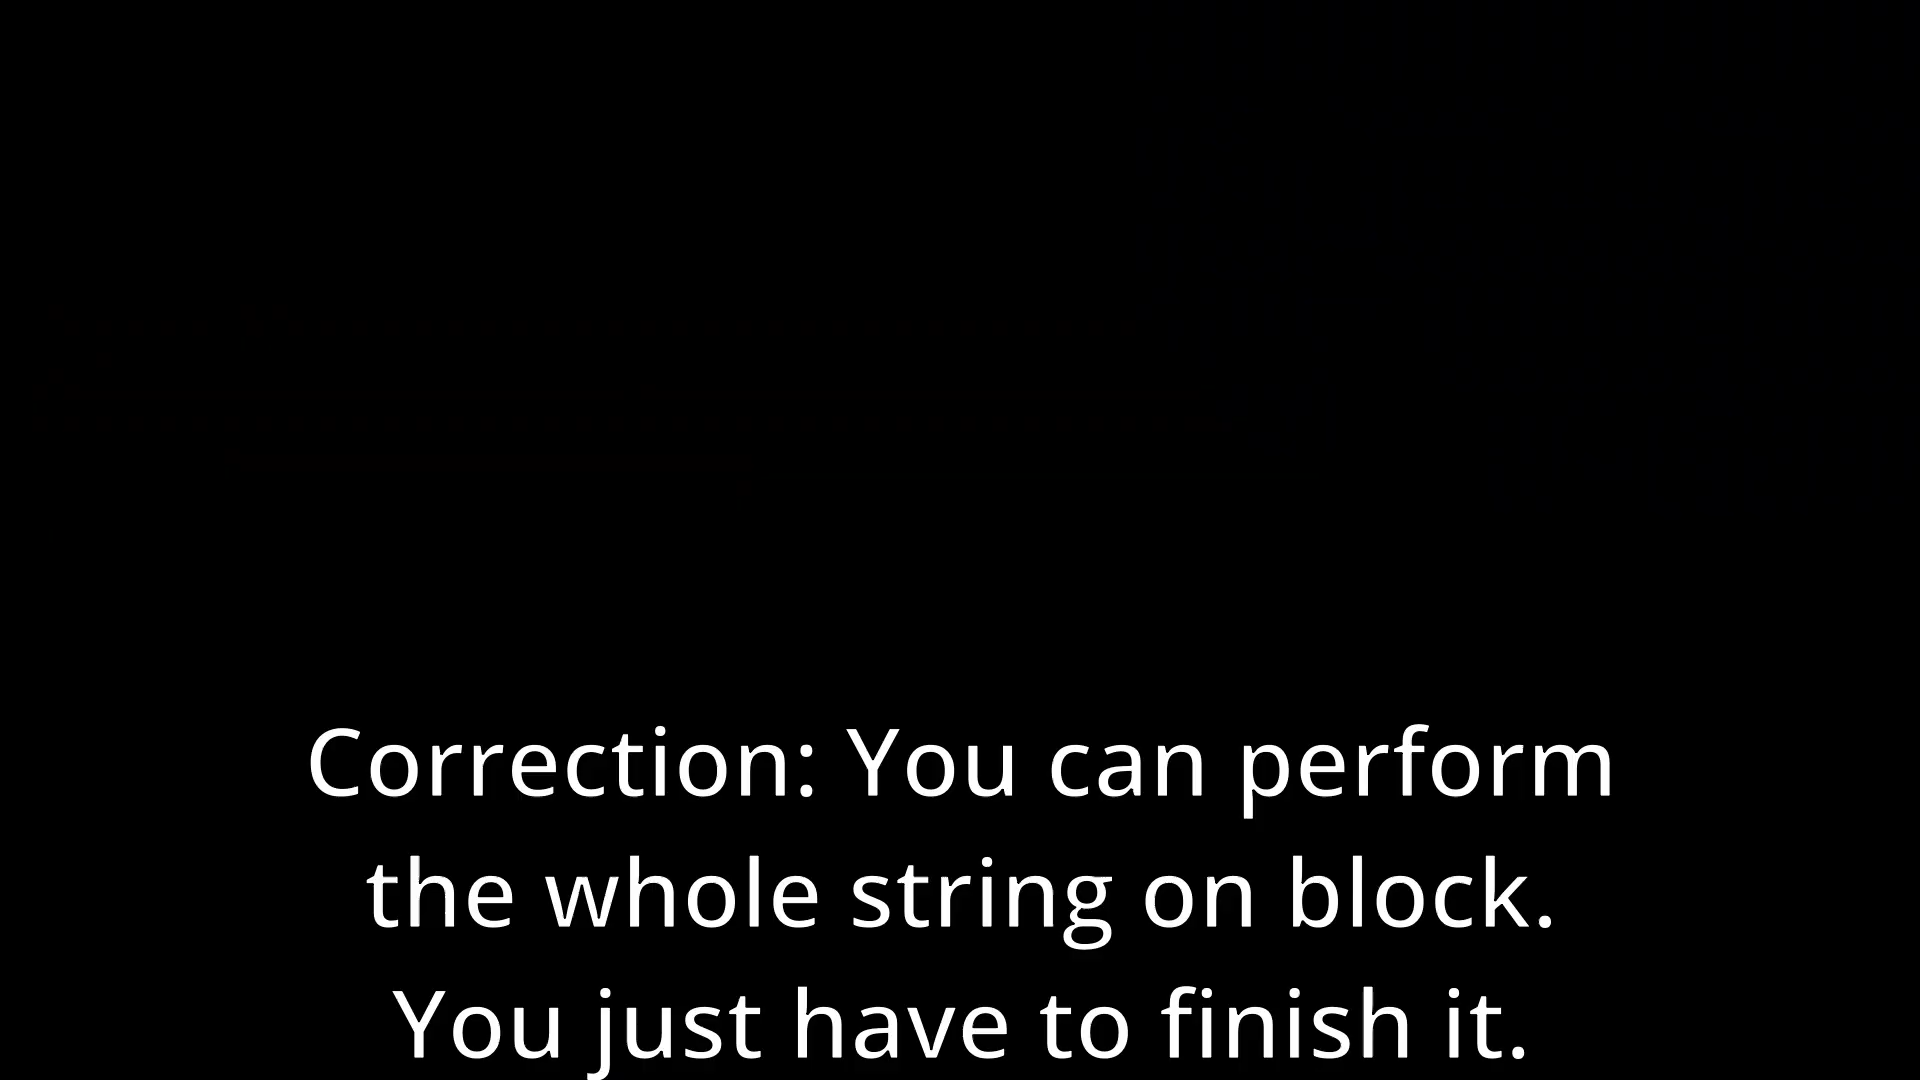 Correction: You can perform
the whole string on block.
You just have to finish it.